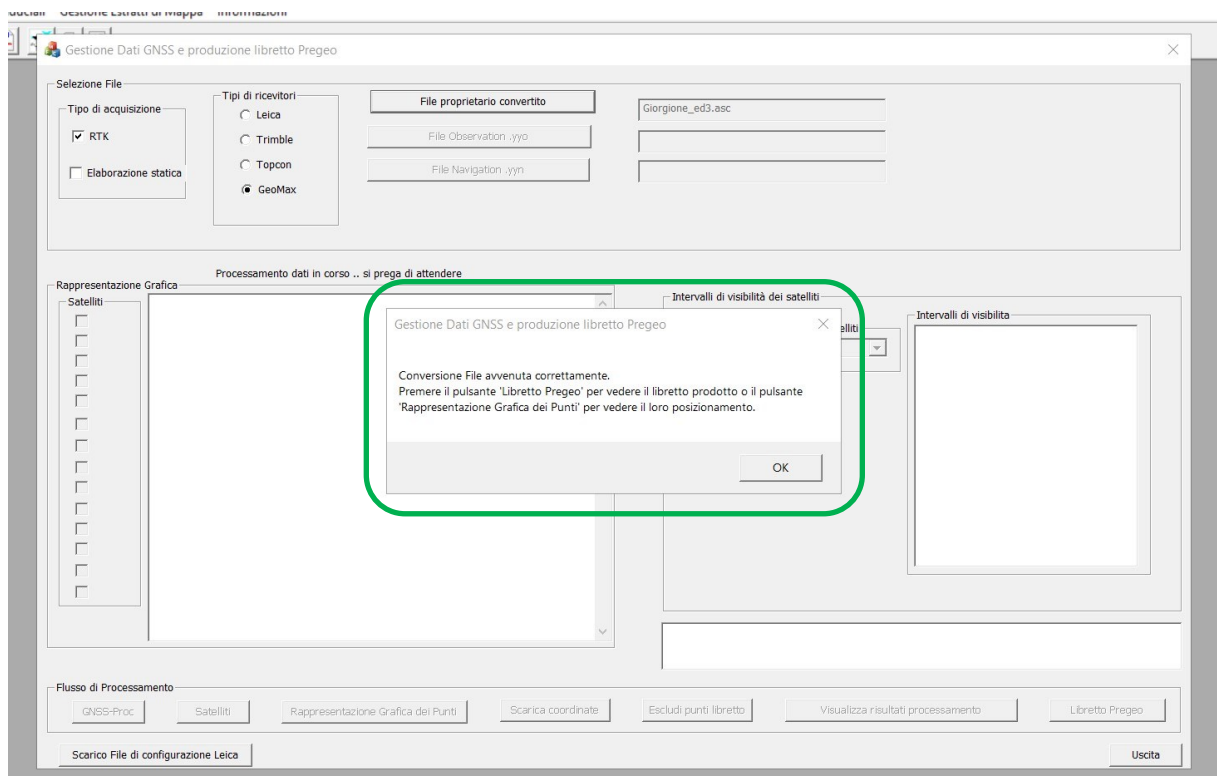 Gestione Estratti di Mappa Informazioni
Gestione Dati GNSS e produzione libretto Pregeo
Selezione File
Tipo di acquisizione
RTK
Elaborazione statica
Tipi di ricevitori
Leica
Trimble
Topcon
GeoMax
File proprietario convertito
Giorgione_ed3.asc
File Observation .yyo
File Navigation .yyn
Processamento dati in corso .. si prega di attendere
Rappresentazione Grafica
Satelliti
Intervalli di visibilità dei satelliti
Intervalli di visibilita
Gestione Dati GNSS e produzione libretto Pregeo
Conversione File avvenuta correttamente.
Premere il pulsante 'Libretto Pregeo' per vedere il libretto prodotto o il pulsante
'Rappresentazione Grafica dei Punti' per vedere il loro posizionamento.
OK
Flusso di Processamento
GNSS-Proc
Satelliti
Rappresentazione Grafica dei Punti
Scarica coordinate
Escludi punti libretto
Visualizza risultati processamento
Libretto Pregeo
Scarico File di configurazione Leica
Uscita